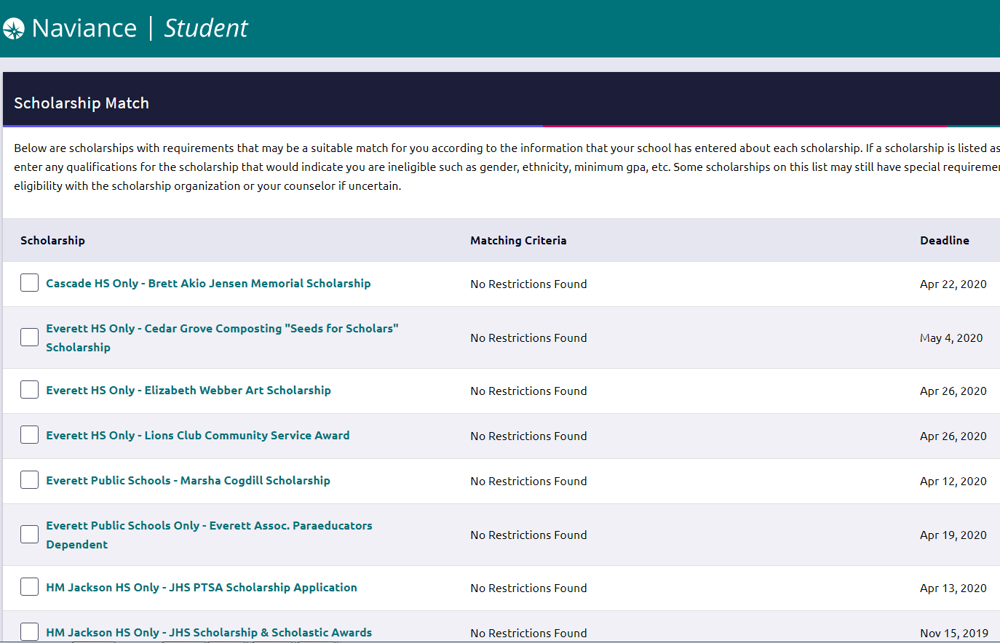 Naviance | Student
Scholarship Match
Below are scholarships with requirements that may be a suitable match for you according to the information that your school has entered about each scholarship. If a scholarship is listed as
enter any qualifications for the scholarship that would indicate you are ineligible such as gender, ethnicity, minimum gpa, etc. Some scholarships on this list may still have special
eligibility with the scholarship organization or your counselor if uncertain.
Scholarship Matching Criteria Deadline
Cascade HS Only - Brett Akio Jensen Memorial Scholarship No Restrictions Found Apr 22, 2020
Everett HS Only - Cedar Grove Composting "Seeds for Scholars"
Scholarship No Restrictions Found May 4, 2020
Everett HS Only - Elizabeth Webber Art Scholarship No Restrictions Found Apr 26, 2020
Everett HS Only - Lions Club Community Service Award No Restrictions Found Apr 26, 2020
Everett Public Schools - Marsha Cogdill Scholarship No Restrictions Found Apr 12, 2020
Everett Public Schools Only - Everett Assoc. Paraeducators
Dependent No Restrictions Found Apr 19, 2020
HM Jackson HS Only - JHS PTSA Scholarship Application No Restrictions Found Apr 13, 2020
HM Jackson HS Only - JHS Scholarship & Scholastic Awards No Restrictions Found Nov 15, 2019